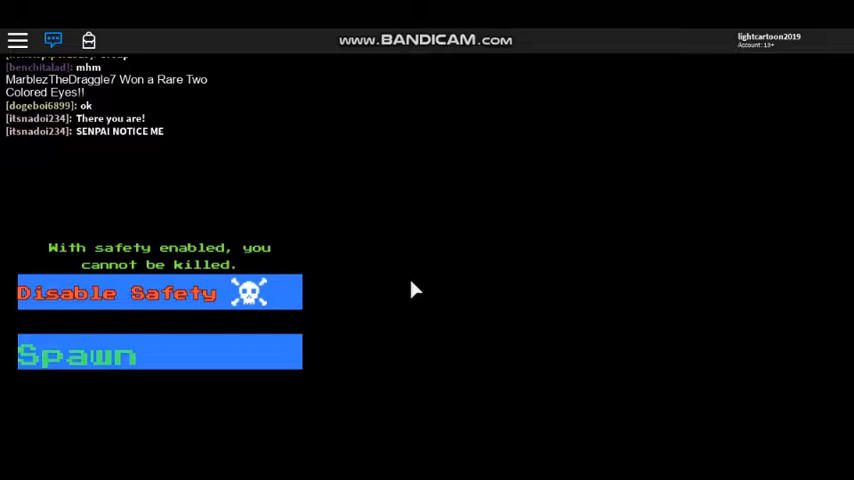 www.BANDICAM.com
lightcartoon2019
Account: 13+
[benchitalad]: mhm
MarblezTheDraggle7 Won a Rare Two
Colored Eyes!!
[dogeboi6899]: ok
[itsnadoi234]: There you are!
[itsnadoi234]: SENPAI NOTICE ME
With safety enabled, you
cannot be killed.
Disable Safety
Spawn